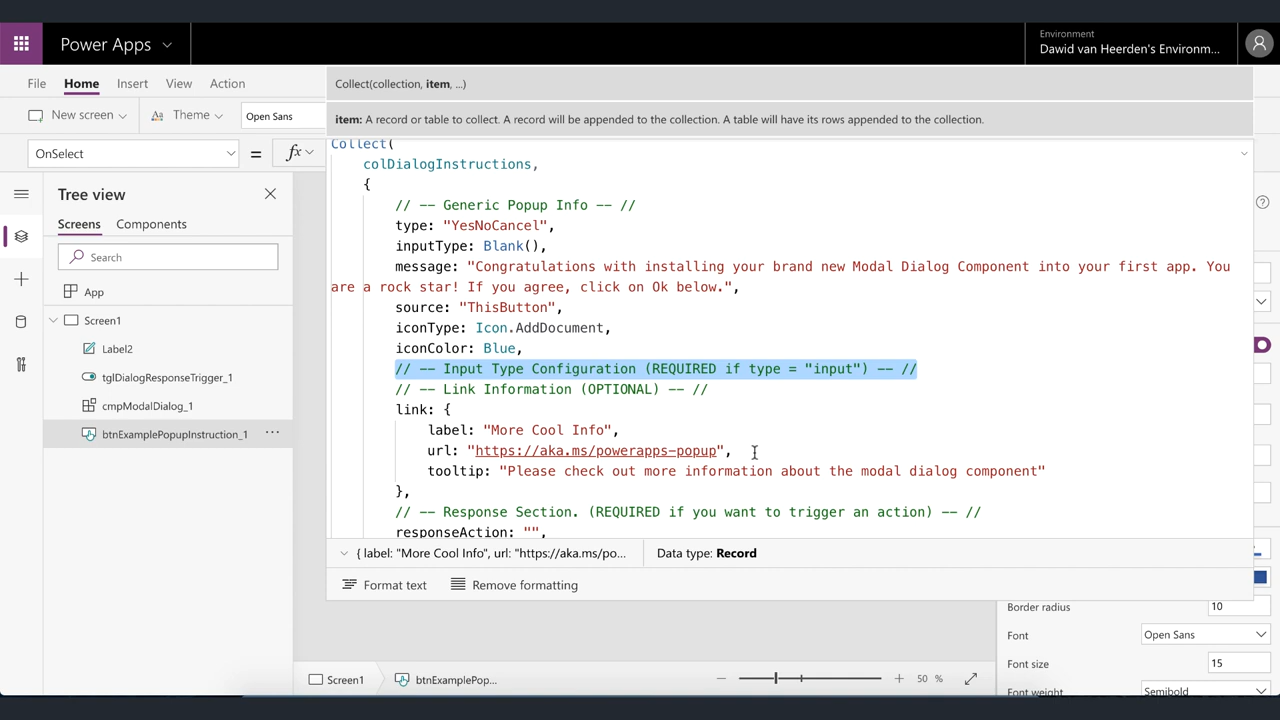 Power Apps
Environment
Dawid van Heerden's Environm...
File Home Insert View Action
New screen
Theme
Open Sans
Collect(collection, item, ...)
item: A record or table to collect. A record will be appended to the collection. A table will have its rows appended to the collection.
OnSelect
=
fx
Collect(
colDialogInstructions,
{
// -- Generic Popup Info -- //
type: "YesNoCancel",
inputType: Blank(),
message: "Congratulations with installing your brand new Modal Dialog Component into your first app. You
are a rock star! If you agree, click on Ok below.",
source: "ThisButton",
iconType: Icon.AddDocument,
iconColor: Blue,
// -- Input Type Configuration (REQUIRED if type = "input") -- //
// -- Link Information (OPTIONAL) -- //
link: {
label: "More Cool Info",
url: "https://aka.ms/powerapps-popup",
tooltip: "Please check out more information about the modal dialog component"
},
// -- Response Section. (REQUIRED if you want to trigger an action) -- //
responseAction: "",
{ label: "More Cool Info", url: "https://aka.ms/po...
Data type: Record
Format text
Remove formatting
Tree view
Screens Components
Search
App
Screen1
Label2
tglDialogResponseTrigger_1
cmpModalDialog_1
btnExamplePopupInstruction_1 ...
Border radius 10
Font Open Sans
Font size 15
Font weight Semibold
Screen1
btnExamplePop...
50 %